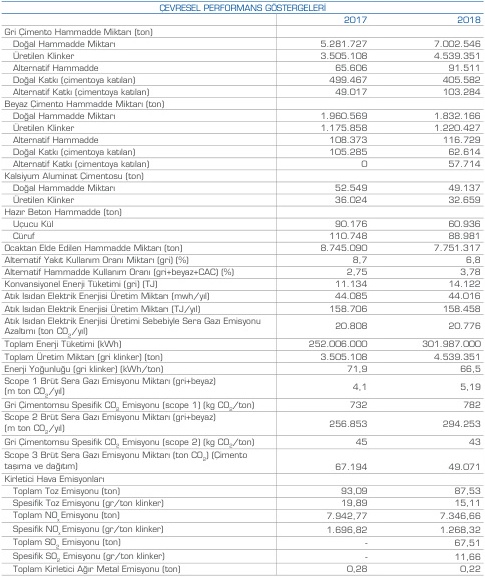 ÇEVRESEL PERFORMANS GÖSTERGELERİ
2017 2018
Gri Çimento Hammadde Miktarı (ton)
Doğal Hammadde Miktarı 5.281.727 7.002.546
Üretilen Klinker 3.505.108 4.539.351
Alternatif Hammadde 65.606 91.511
Doğal Katkı (çimentoya katılan) 499.467 405.582
Alternatif Katkı (çimentoya katılan) 49.017 103.284
Beyaz Çimento Hammadde Miktarı (ton)
Doğal Hammadde Miktarı 1.960.569 1.832.166
Üretilen Klinker 1.175.858 1.220.427
Alternatif Hammadde 108.373 116.729
Doğal Katkı (çimentoya katılan) 105.285 62.614
Alternatif Katkı (çimentoya katılan) 0 57.714
Kalsiyum Aluminat Çimentosu (ton)
Doğal Hammadde Miktarı 52.549 49.137
Üretilen Klinker 36.024 32.659
Hazır Beton Hammadde (ton)
Uçucu Kül 90.176 60.936
Cüruf 110.748 88.981
Ocaktan Elde Edilen Hammadde Miktarı (ton) 8.745.090 7.751.317
Alternatif Yakıt Kullanım Oranı Miktarı (gri) (%) 8,7 6,8
Alternatif Hammadde Kullanım Oranı (gri+beyaz+CAC) (%) 2,75 3,78
Konvansiyonel Enerji Tüketimi (gri) (TJ) 11.134 14.122
Atık Isıdan Elektrik Enerjisi Üretim Miktarı (mwh/yıl) 44.085 44.016
Atık Isıdan Elektrik Enerjisi Üretim Miktarı (TJ/yıl) 158.706 158.458
Atık Isıdan Elektrik Enerjisi Üretimi Sebebiyle Sera Gazı Emisyonu
Azaltımı (ton CO₂/yıl) 20.808 20.776
Toplam Enerji Tüketimi (kWh) 252.006.000 301.987.000
Toplam Üretim Miktarı (gri klinker) (ton) 3.505.108 4.539.351
Enerji Yoğunluğu (gri klinker) (kWh/ton) 71,9 66,5
Scope 1 Brüt Sera Gazı Emisyonu Miktarı (gri+beyaz)
(m ton CO₂/yıl) 4,1 5,19
Gri Çimentomsu Spesifik CO₂ Emisyonu (scope 1) (kg CO₂/ton) 732 782
Scope 2 Brüt Sera Gazı Emisyonu Miktarı (gri+beyaz)
(m ton CO₂/yıl) 256.853 294.253
Gri Çimentomsu Spesifik CO₂ Emisyonu (scope 2) (kg CO₂/ton) 45 43
Scope 3 Brüt Sera Gazı Emisyonu Miktarı (ton CO₂) (Çimento
taşıma ve dağıtım) 67.194 49.071
Kirletici Hava Emisyonları
Toplam Toz Emisyonu (ton) 93,09 87,53
Spesifik Toz Emisyonu (gr/ton klinker) 19,89 15,11
Toplam NOₓ Emisyonu (ton) 7.942,77 7.346,66
Spesifik NOₓ Emisyonu (gr/ton klinker) 1.696,82 1.268,32
Toplam SO₂ Emisyonu (ton) - 67,51
Spesifik SO₂ Emisyonu (gr/ton klinker) - 11,66
Toplam Kirletici Ağır Metal Emisyonu (ton) 0,28 0,22